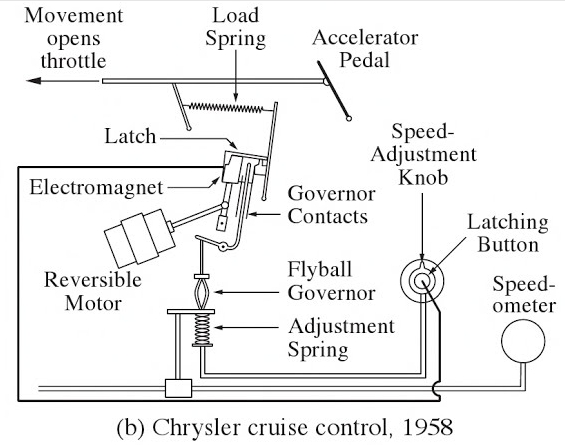 Movement
opens
throttle
Load
Spring
Accelerator
Pedal
Latch
Speed-
Adjustment
Knob
Electromagnet
Governor
Contacts
Latching
Button
Reversible
Motor
Flyball
Governor
Speed-
ometer
Adjustment
Spring
(b) Chrysler cruise control, 1958